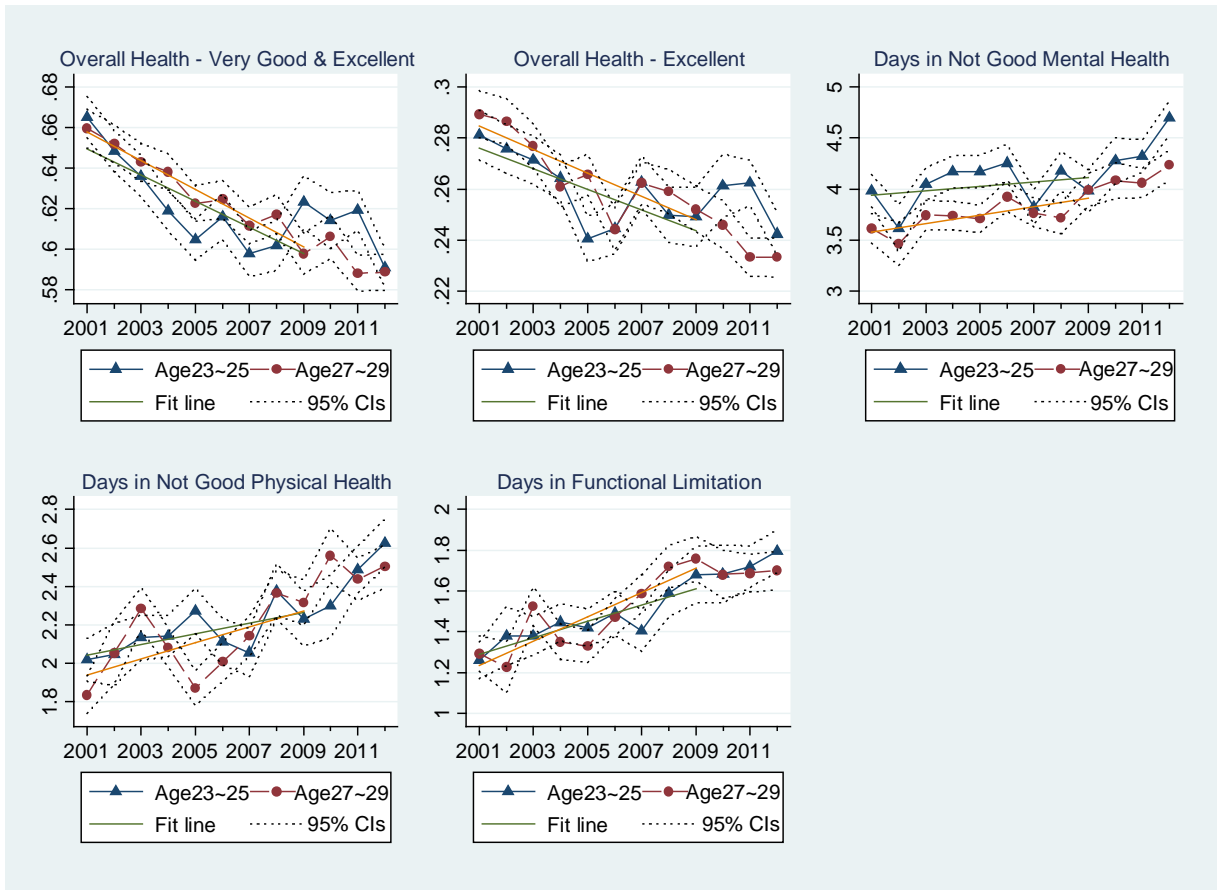 Overall Health - Very Good & Excellent
.68
.66
.64
.62
.6
.58
2001 2003 2005 2007 2009 2011
Age23~25 Age27~29
Fit line 95% CIs
Overall Health - Excellent
.3
.28
.26
.24
.22
2001 2003 2005 2007 2009 2011
Age23~25 Age27~29
Fit line 95% CIs
Days in Not Good Mental Health
5
4.5
4
3.5
3
2001 2003 2005 2007 2009 2011
Age23~25 Age27~29
Fit line 95% CIs
Days in Not Good Physical Health
2.8
2.6
2.4
2.2
2
1.8
2001 2003 2005 2007 2009 2011
Age23~25 Age27~29
Fit line 95% CIs
Days in Functional Limitation
2
1.8
1.6
1.4
1.2
1
2001 2003 2005 2007 2009 2011
Age23~25 Age27~29
Fit line 95% CIs